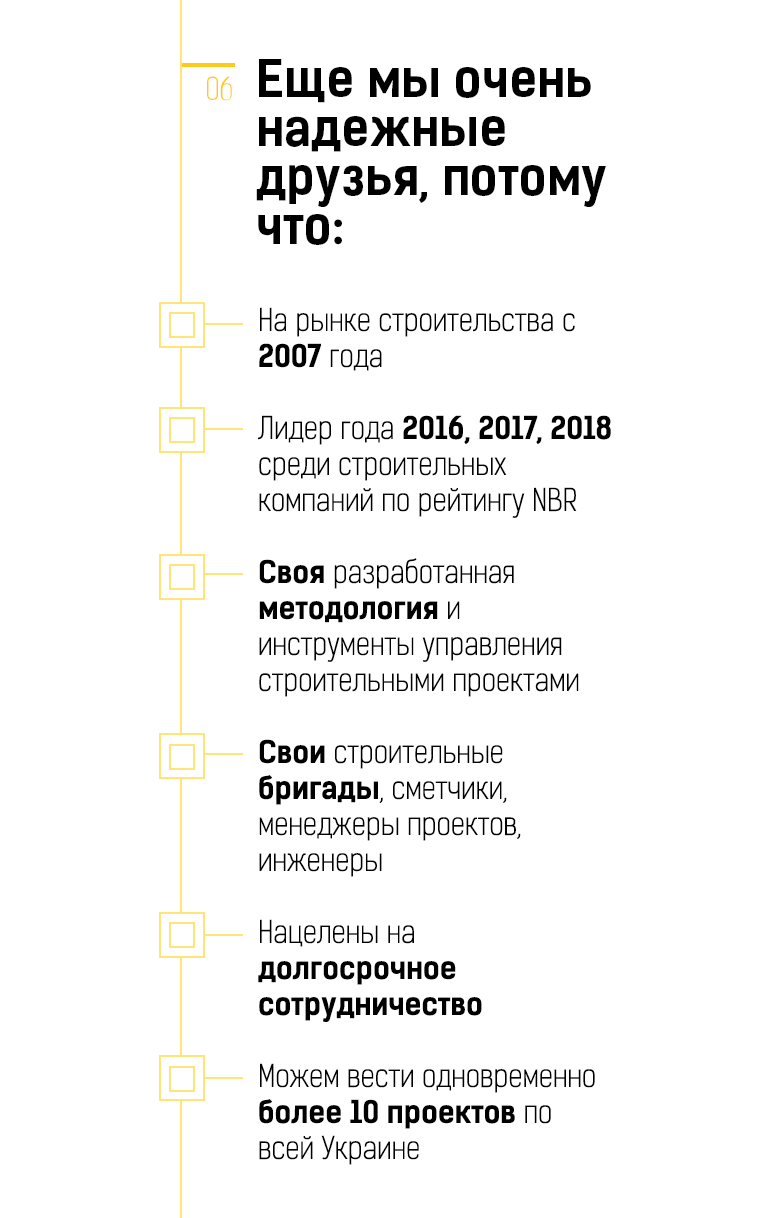 06
Еще мы очень
надежные
друзья, потому
что:
На рынке строительства с
2007 года
Лидер года 2016, 2017, 2018
среди строительных
компаний по рейтингу NBR
Своя разработанная
методология и
инструменты управления
строительными проектами
Свои строительные
бригады, сметчики,
менеджеры проектов,
инженеры
Нацелены на
долгосрочное
сотрудничество
Можем вести одновременно
более 10 проектов по
всей Украине